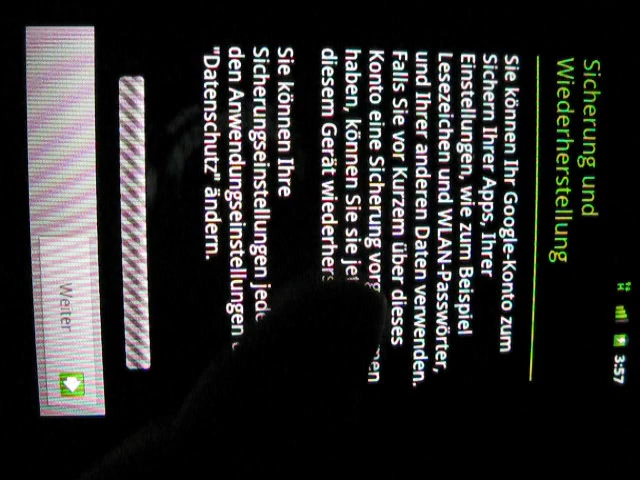 3:57
Sicherung und
Wiederherstellung
Sie können Ihr Google-Konto zum
Sichern Ihrer Apps, Ihrer
Einstellungen, wie zum Beispiel
Lesezeichen und WLAN-Passwörter,
und Ihrer anderen Daten verwenden.
Falls Sie vor Kurzem über dieses
Konto eine Sicherung
haben, können Sie sie
diesem Gerät
Sie können Ihre
Sicherungseinstellungen
den Anwendungseinstellungen
"Datenschutz" ändern.
Weiter